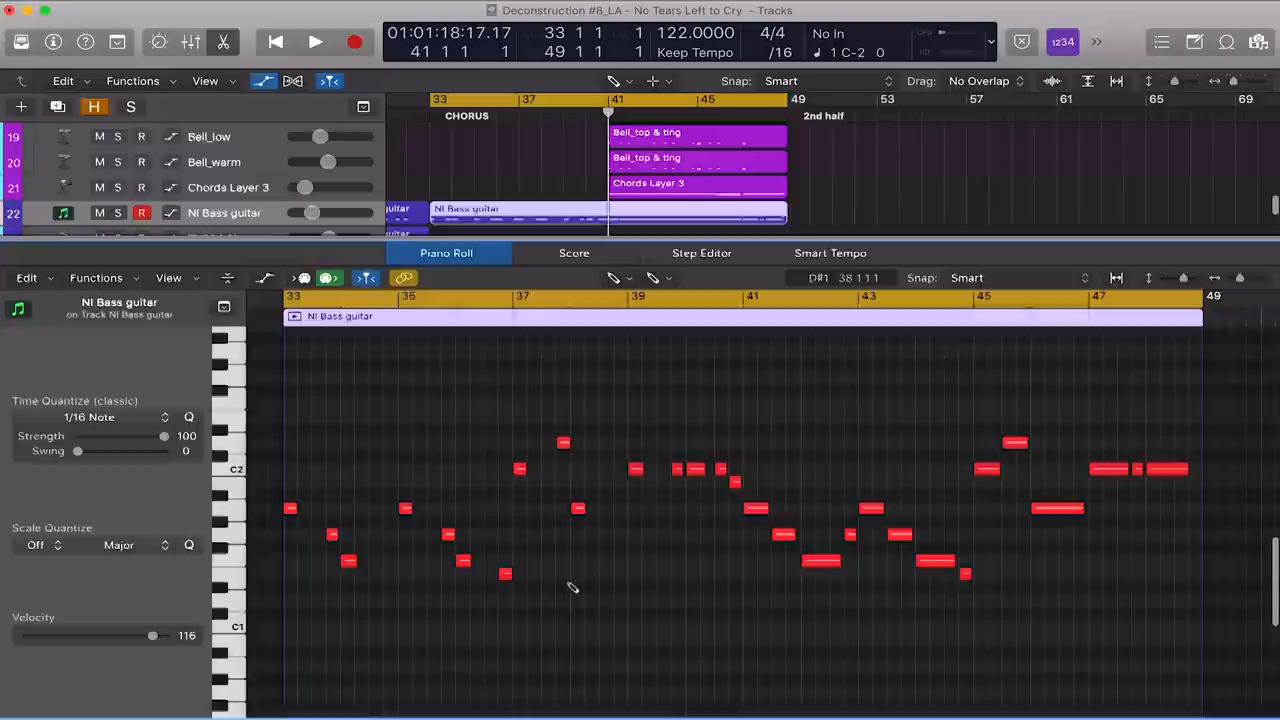 Deconstruction #8_LA - No Tears Left to Cry - Tracks
01:01:18:17.17
41 1 1 1
33 1 1 1
49 1 1 1
122.0000
Keep Tempo
4/4
/16
No In
1 C-2 0
CPU
HD
1234
Edit Functions View
Snap: Smart
Drag: No Overlap
H S
33 37 41 45 49 53 57 61 65 69
CHORUS
2nd half
19 M S R Bell_low
20 M S R Bell_warm
21 M S R Chords Layer 3
22 M S R NI Bass guitar
Bell_top & ting
Bell_top & ting
Chords Layer 3
uitar
NI Bass guitar
uitar
Piano Roll Score Step Editor Smart Tempo
Edit Functions View
D#1 38 1 1 1
Snap: Smart
NI Bass guitar
on Track NI Bass guitar
33 35 37 39 41 43 45 47 49
NI Bass guitar
Time Quantize (classic)
1/16 Note Q
Strength 100
Swing 0
Scale Quantize
Off Major Q
Velocity
116
C2
C1